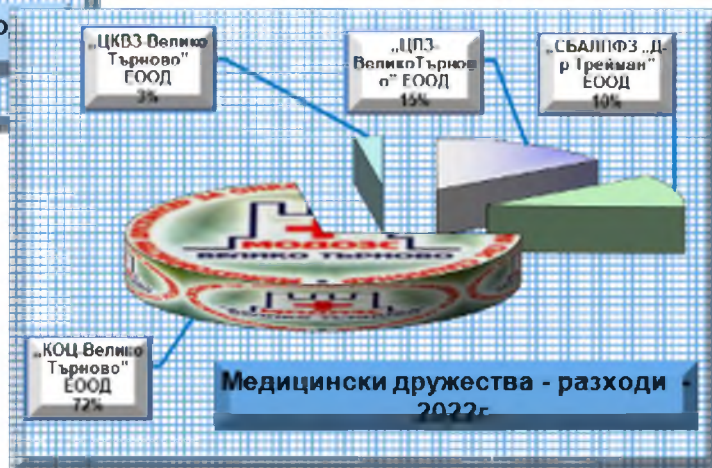 „ЦКВЗ-Велико
Търново"
ЕООД
3%
„ЦПЗ-
ВеликоТърнов
о" ЕООД
15%
„СБАЛПФЗ „Д-
р Трейман"
ЕООД
10%
МОДОЗС
ВЕЛИКО ТЪРНОВО
„КОЦ-Велико
Търново"
ЕООД
72%
Медицински дружества - разходи -
2022г